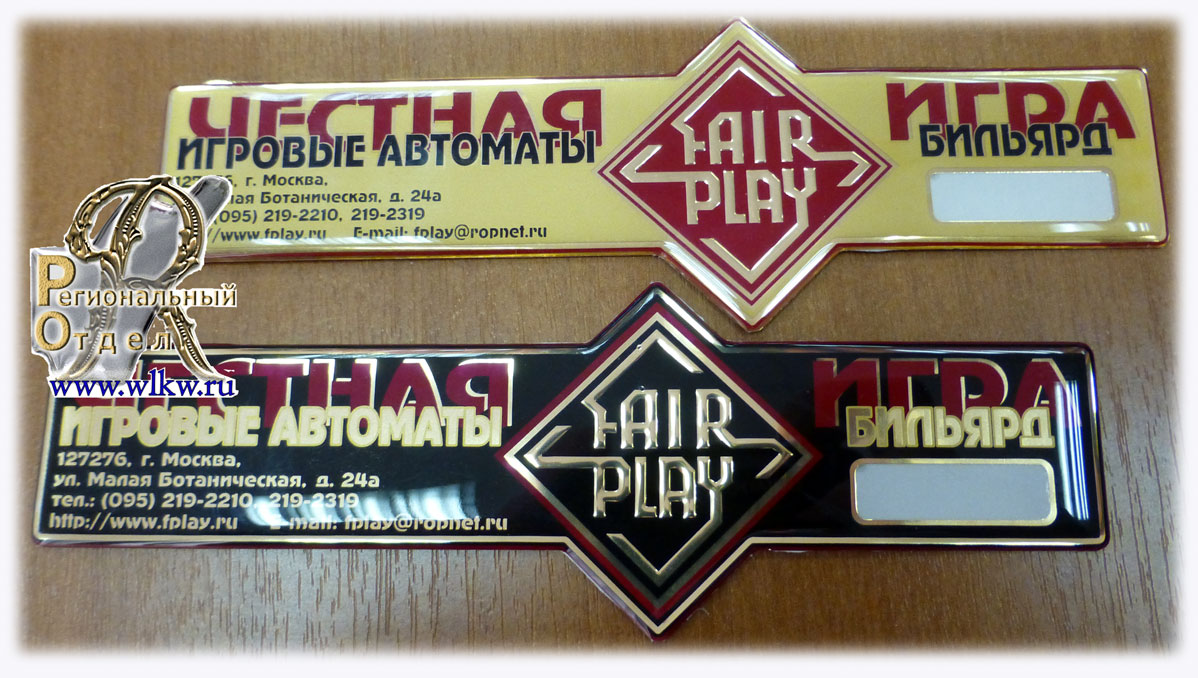 ЧЕСТНАЯ ИГРА
ИГРОВЫЕ АВТОМАТЫ
БИЛЬЯРД
г. Москва,
Ботаническая, д. 24а
(095) 219-2210, 219-2319
//www.fplay.ru E-mail: fplay@ropnet.ru
FAIR
PLAY
Региональный
Отдел
www.wlkw.ru
ЧЕСТНАЯ ИГРА
ИГРОВЫЕ АВТОМАТЫ
БИЛЬЯРД
127276, г. Москва,
ул. Малая Ботаническая, д. 24а
тел.: (095) 219-2210, 219-2319
http://www.fplay.ru E-mail: fplay@ropnet.ru
FAIR
PLAY